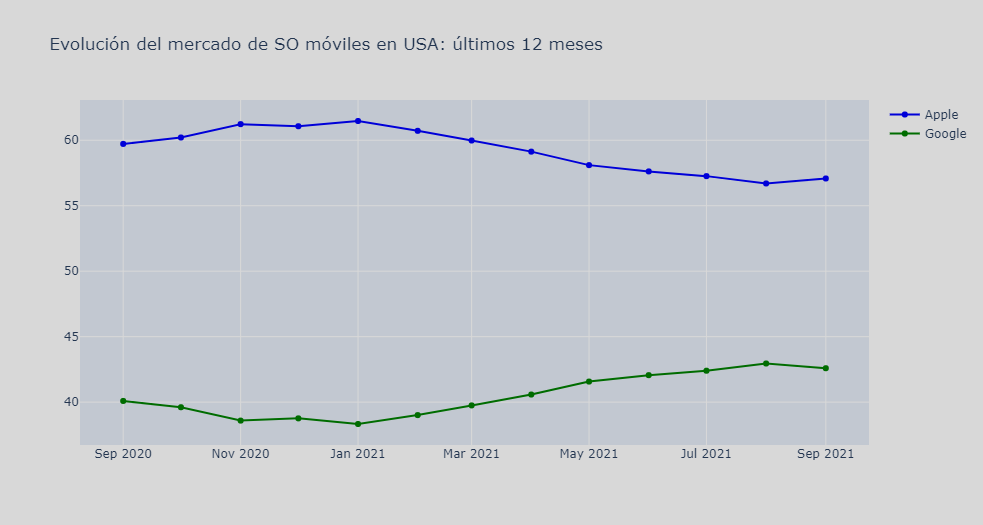 Evolución del mercado de SO móviles en USA: últimos 12 meses
Apple
Google
60
55
50
45
40
Sep 2020
Nov 2020
Jan 2021
Mar 2021
May 2021
Jul 2021
Sep 2021